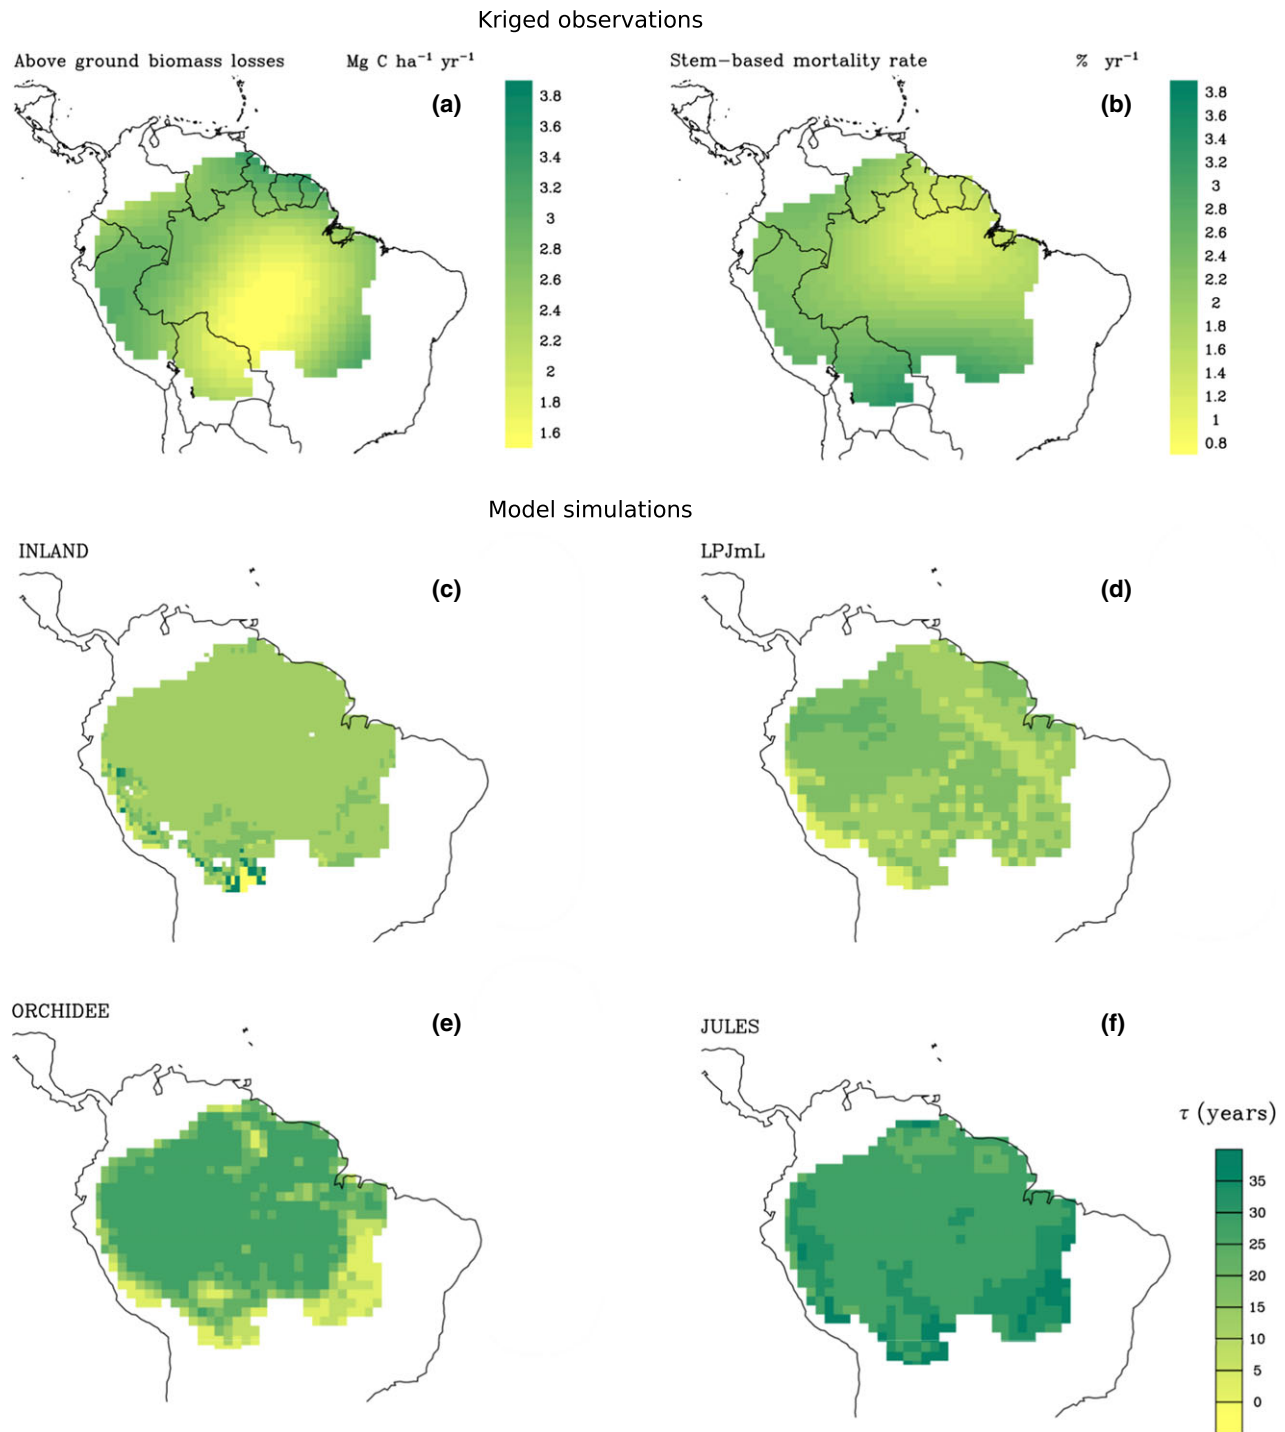 Kriged observations
Above ground biomass losses Mg C ha⁻¹ yr⁻¹
(a)
3.8
3.6
3.4
3.2
3
2.8
2.6
2.4
2.2
2
1.8
1.6
Stem−based mortality rate % yr⁻¹
(b)
3.8
3.6
3.4
3.2
3
2.8
2.6
2.4
2.2
2
1.8
1.6
1.4
1.2
1
0.8
Model simulations
INLAND
(c)
LPJmL
(d)
ORCHIDEE
(e)
JULES
(f)
τ (years)
35
30
25
20
15
10
5
0